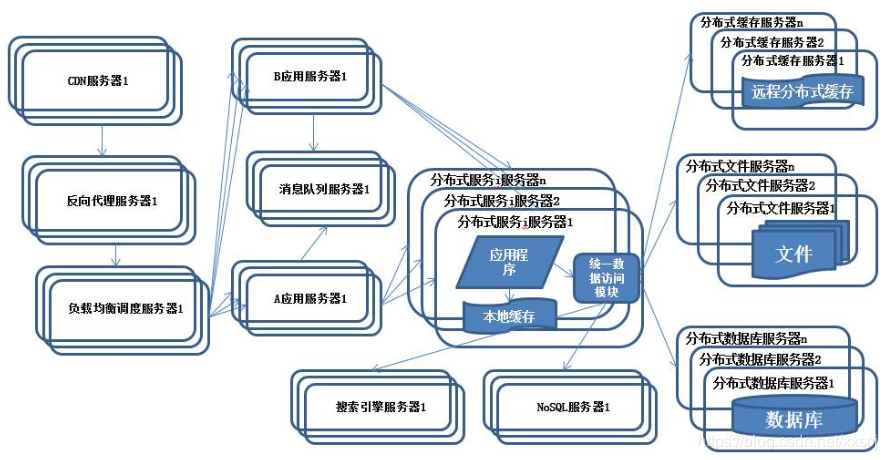 CDN服务器1
反向代理服务器1
负载均衡调度服务器1
B应用服务器1
消息队列服务器1
A应用服务器1
分布式服务i服务器n
分布式服务i服务器2
分布式服务i服务器1
应用程
序
本地缓存
统一数
据访问
模块
搜索引擎服务器1
NoSQL服务器1
分布式缓存服务器n
分布式缓存服务器2
分布式缓存服务器1
远程分布式缓存
分布式文件服务器n
分布式文件服务器2
分布式文件服务器1
文件
分布式数据库服务器n
分布式数据库服务器2
分布式数据库服务器1
数据库